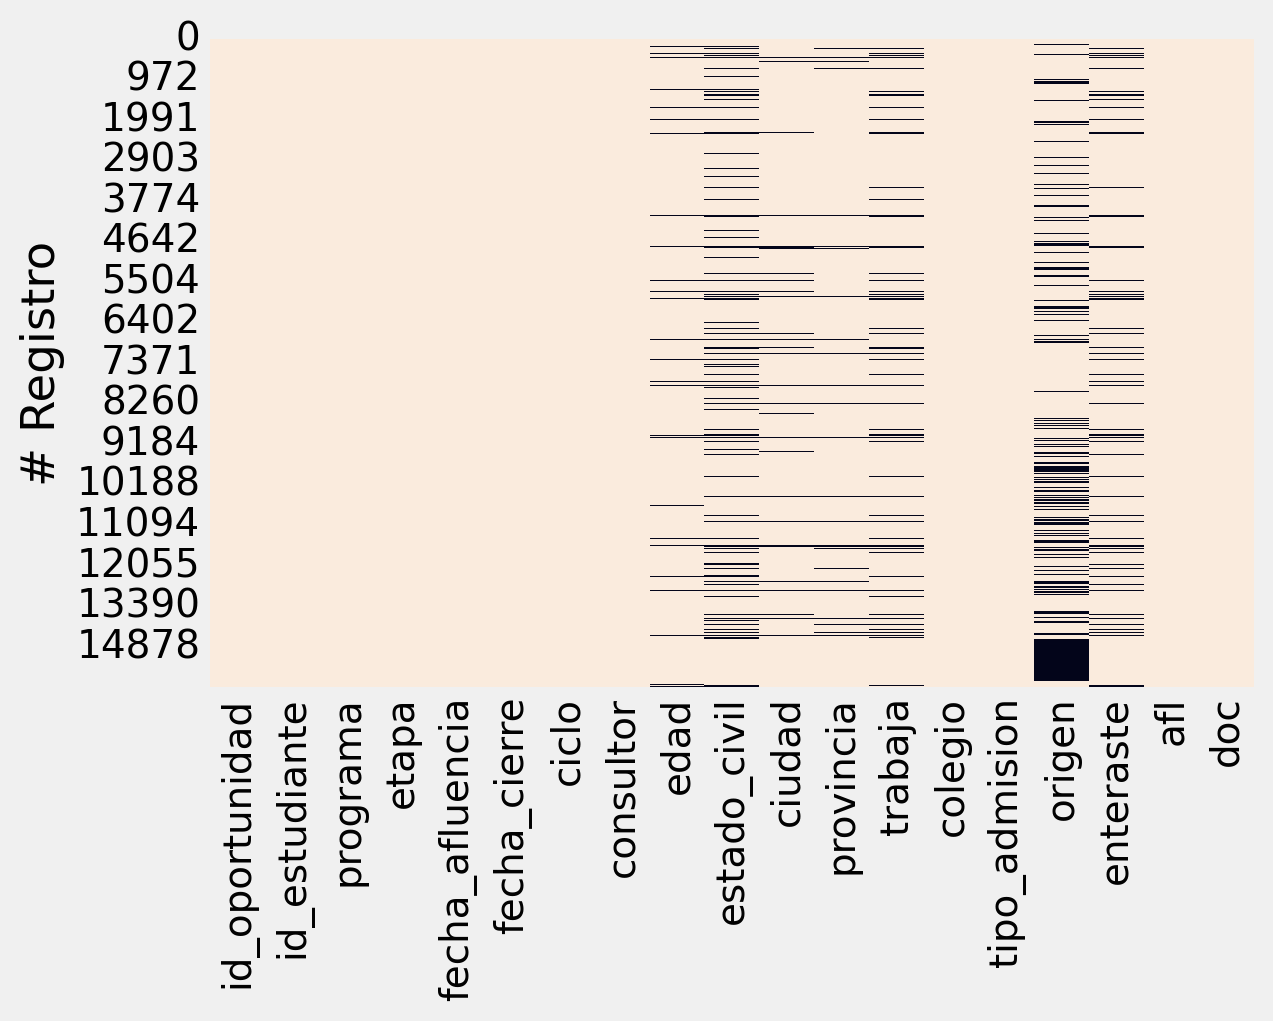 # Registro
0
972
1991
2903
3774
4642
5504
6402
7371
8260
9184
10188
11094
12055
13390
14878
id_oportunidad
id_estudiante
programa
etapa
fecha_afluencia
fecha_cierre
ciclo
consultor
edad
estado_civil
ciudad
provincia
trabaja
colegio
tipo_admision
origen
enteraste
afl
doc